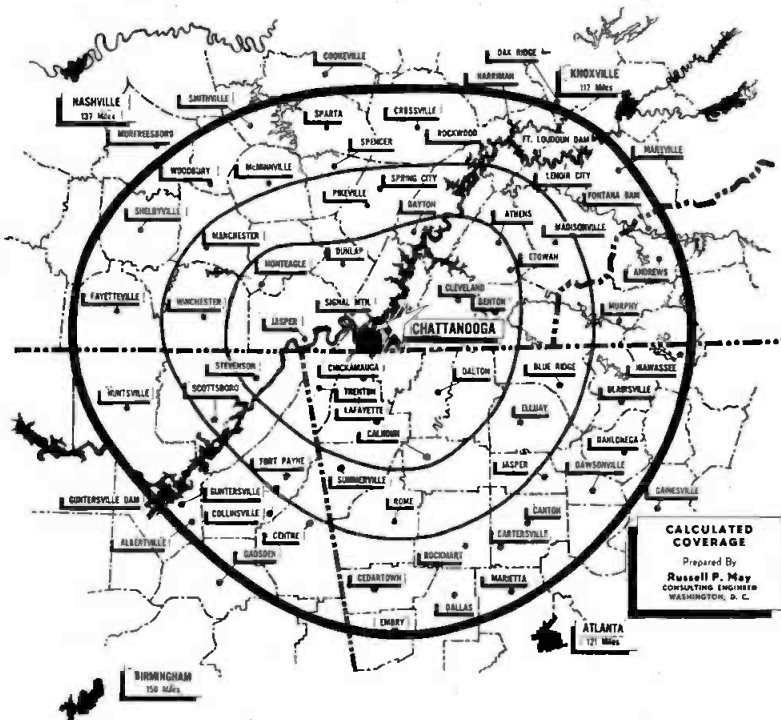 COOKEVILLE
OAK RIDGE
HARRIMAN
KNOXVILLE
117 Miles
NASHVILLE
137 Miles
SMITHVILLE
SPARTA
CROSSVILLE
MURFREESBORO
SPENCER
ROCKWOOD
FT. LOUDOUN DAM
MARYVILLE
WOODBURY
McMINNVILLE
PIKEVILLE
SPRING CITY
LENOIR CITY
FONTANA DAM
SHELBYVILLE
DAYTON
ATHENS
MANCHESTER
MADISONVILLE
MONTEAGLE
DUNLAP
ETOWAH
ANDREWS
FAYETTEVILLE
WINCHESTER
SIGNAL MTN.
CLEVELAND
BENTON
MURPHY
JASPER
CHATTANOOGA
STEVENSON
CHICKAMAUGA
DALTON
BLUE RIDGE
HIAWASSEE
HUNTSVILLE
SCOTTSBORO
TRENTON
BLAIRSVILLE
LAFAYETTE
ELLIJAY
CALHOUN
DAHLONEGA
FORT PAYNE
SUMMERVILLE
JASPER
DAWSONVILLE
GUNTERSVILLE DAM
GUNTERSVILLE
ROME
GAINESVILLE
COLLINSVILLE
CANTON
ALBERTVILLE
CENTRE
CARTERSVILLE
GADSDEN
ROCKMART
CEDARTOWN
MARIETTA
DALLAS
EMBRY
ATLANTA
121 Miles
BIRMINGHAM
150 Miles
CALCULATED
COVERAGE
Prepared By
Russell P. May
CONSULTING ENGINEER
WASHINGTON, D. C.